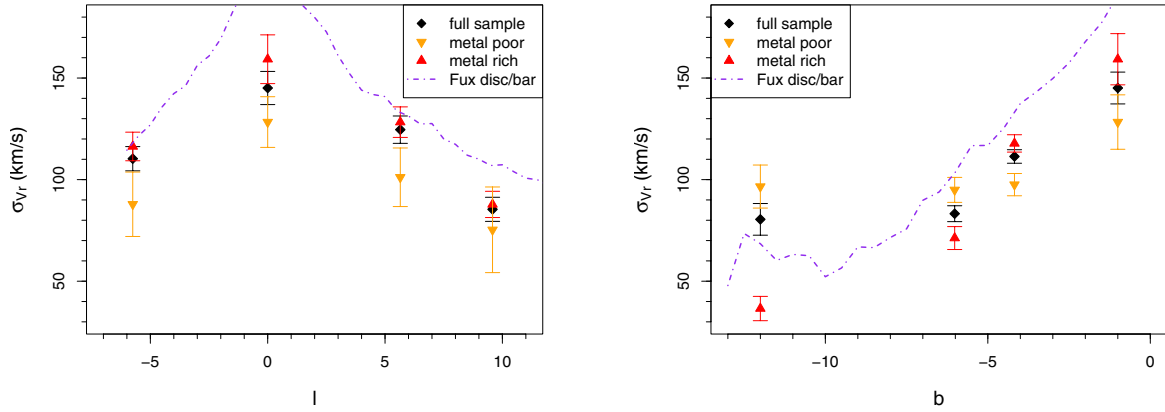 full sample
metal poor
metal rich
Fux disc/bar
σVr (km/s)
50
100
150
−5
0
5
10
l
full sample
metal poor
metal rich
Fux disc/bar
σVr (km/s)
50
100
150
−10
−5
0
b